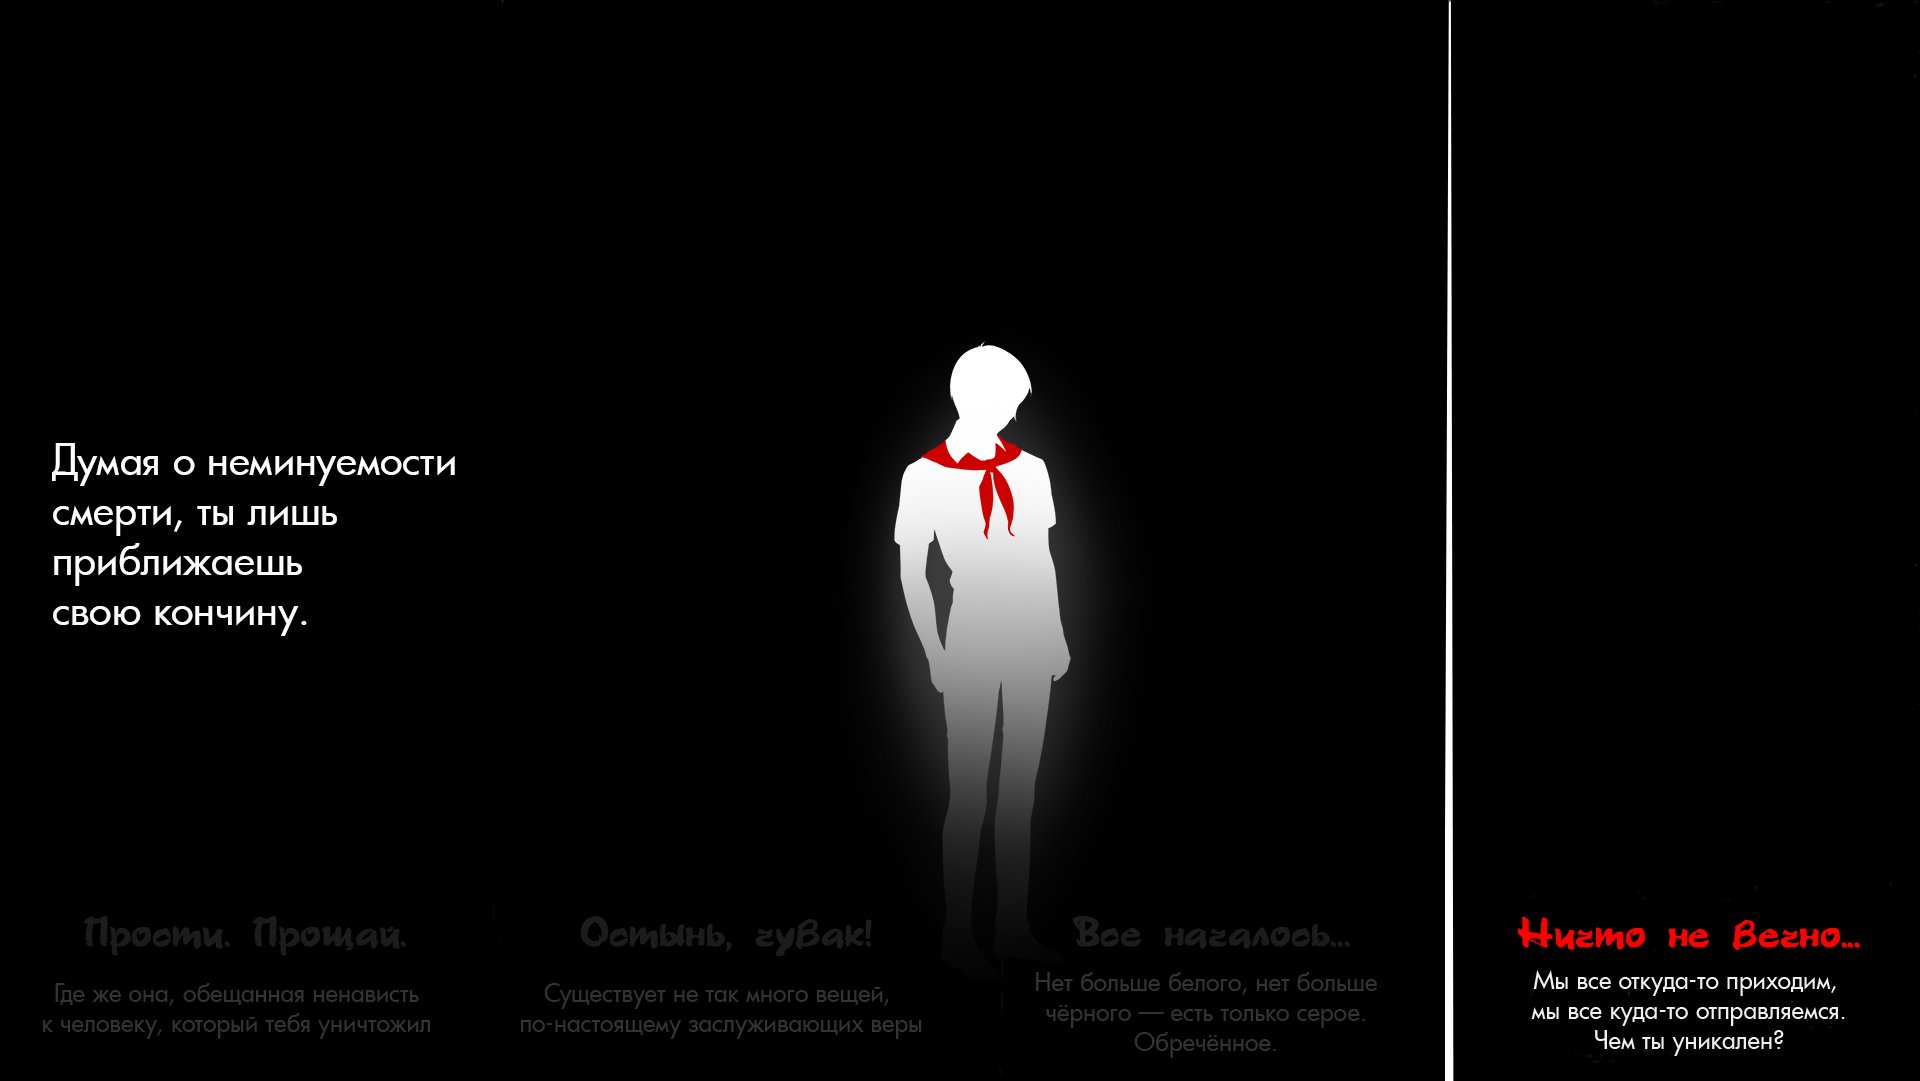 Думая о неминуемости
смерти, ты лишь
приближаешь
свою кончину.
Прости. Прощай.
Где же она, обещанная ненависть
к человеку, который тебя уничтожил
Остынь, чувак!
Существует не так много вещей,
по-настоящему заслуживающих веры
Все началось...
Нет больше белого, нет больше
чёрного — есть только серое.
Обречённое.
Ничто не вечно...
Мы все откуда-то приходим,
мы все куда-то отправляемся.
Чем ты уникален?